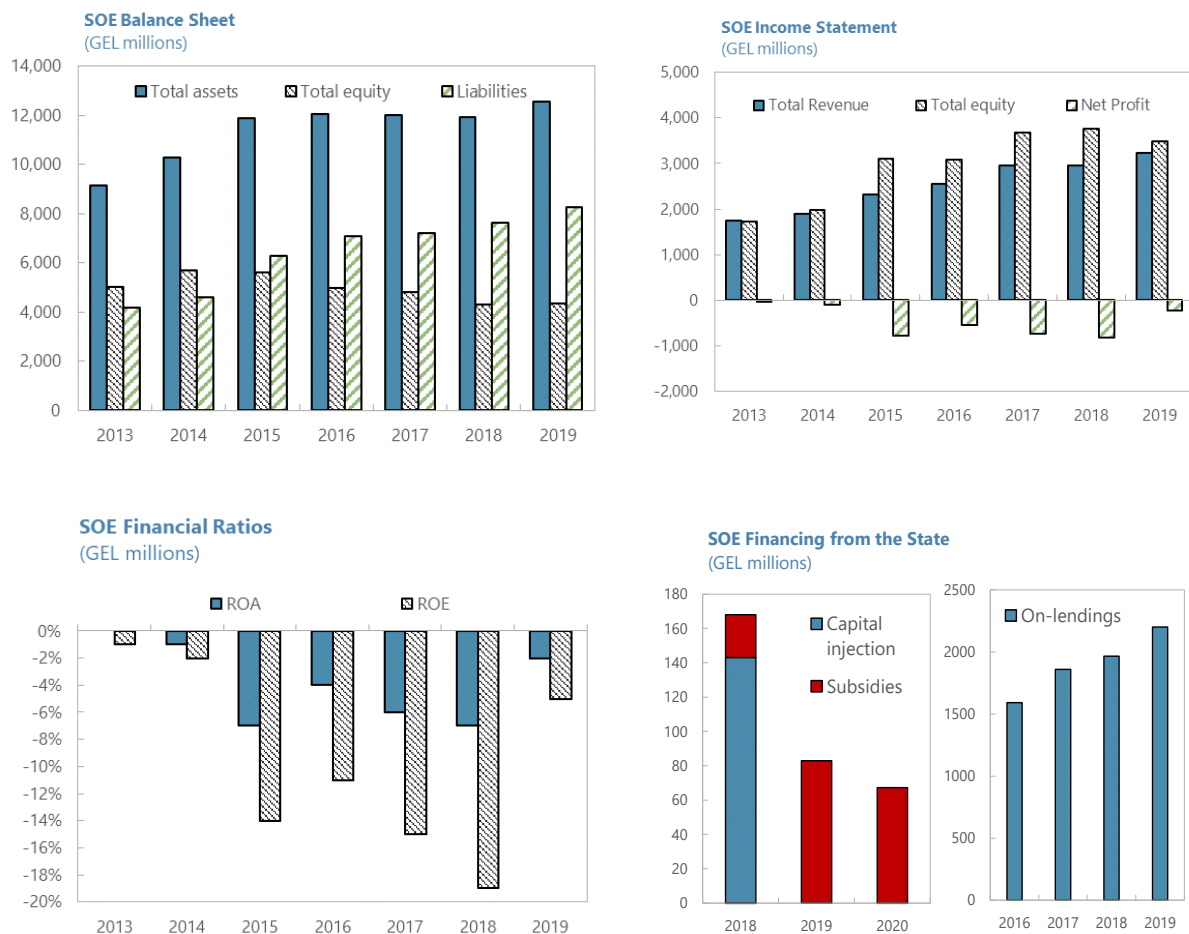 SOE Balance Sheet
(GEL millions)
14,000
12,000
10,000
8,000
6,000
4,000
2,000
0
Total assets Total equity Liabilities
2013 2014 2015 2016 2017 2018 2019
SOE Income Statement
(GEL millions)
5,000
4,000
3,000
2,000
1,000
0
-1,000
-2,000
Total Revenue Total equity Net Profit
2013 2014 2015 2016 2017 2018 2019
SOE Financial Ratios
(GEL millions)
ROA ROE
0%
-2%
-4%
-6%
-8%
-10%
-12%
-14%
-16%
-18%
-20%
2013 2014 2015 2016 2017 2018 2019
SOE Financing from the State
(GEL millions)
180
160
140
120
100
80
60
40
20
0
Capital
injection
Subsidies
2018 2019 2020
2500
2000
1500
1000
500
0
On-lendings
2016 2017 2018 2019